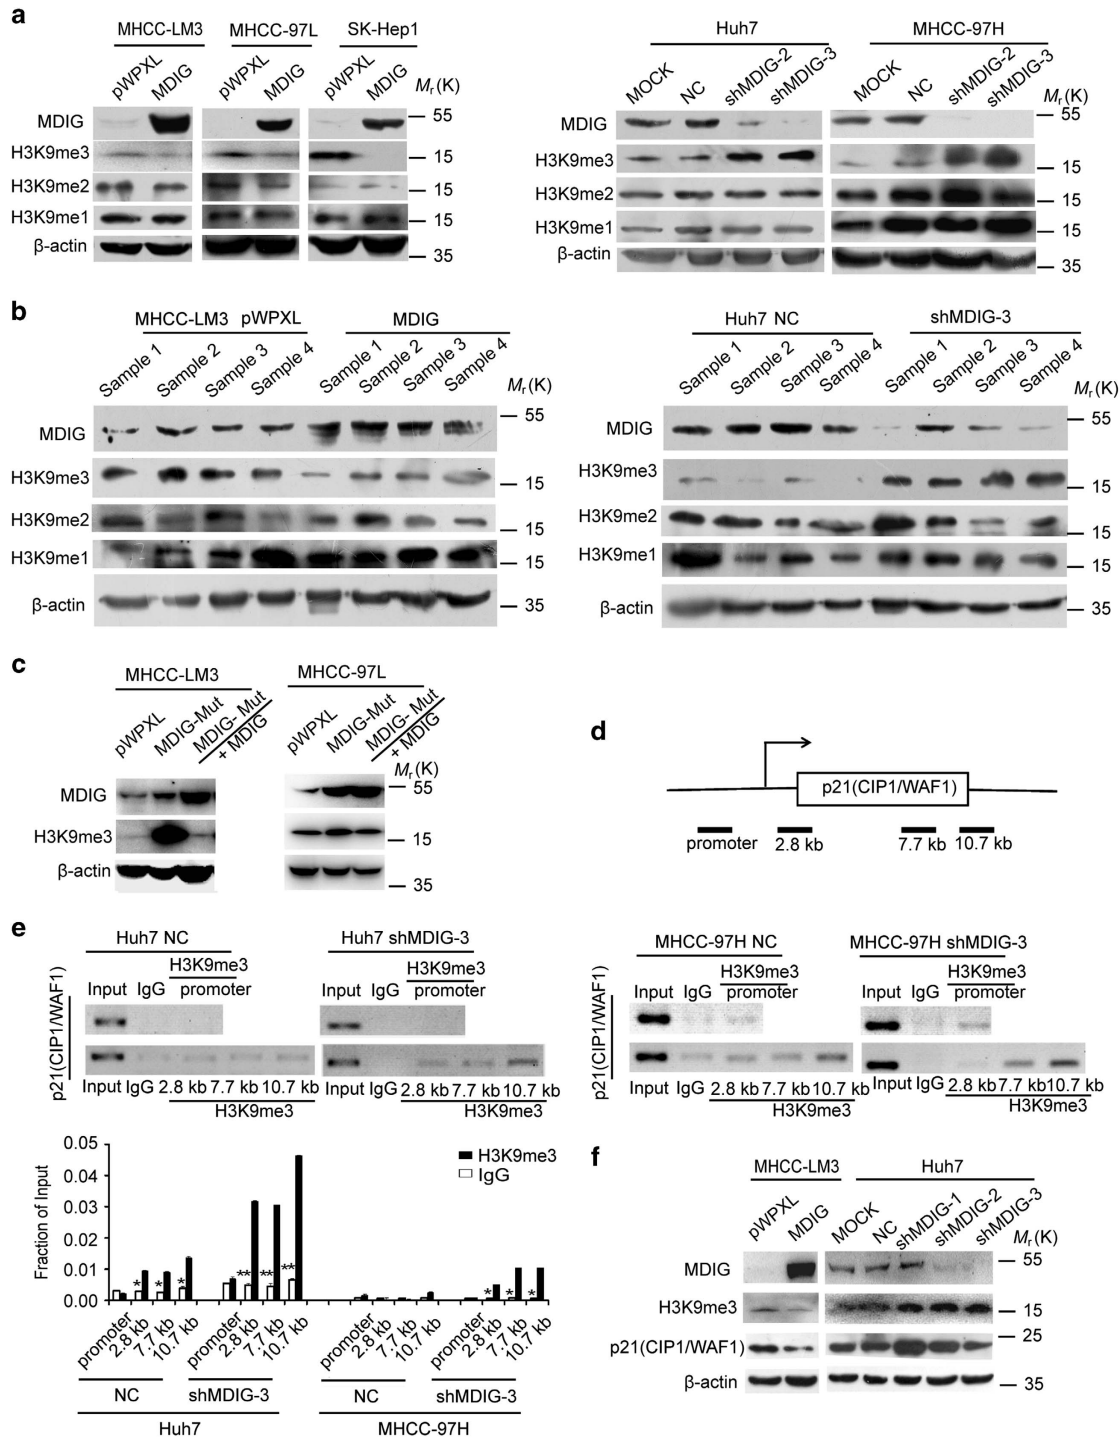 a
MHCC-LM3 MHCC-97L SK-Hep1
pWPXL MDIG pWPXL MDIG pWPXL MDIG Mr (K)
MDIG 55
H3K9me3 15
H3K9me2 15
H3K9me1 15
β-actin 35
Huh7 MHCC-97H
MOCK NC shMDIG-2 shMDIG-3 MOCK NC shMDIG-2 shMDIG-3 Mr (K)
MDIG 55
H3K9me3 15
H3K9me2 15
H3K9me1 15
β-actin 35
b
MHCC-LM3 pWPXL MDIG
Sample 1 Sample 2 Sample 3 Sample 4 Sample 1 Sample 2 Sample 3 Sample 4 Mr (K)
MDIG 55
H3K9me3 15
H3K9me2 15
H3K9me1 15
β-actin 35
Huh7 NC shMDIG-3
Sample 1 Sample 2 Sample 3 Sample 4 Sample 1 Sample 2 Sample 3 Sample 4 Mr (K)
MDIG 55
H3K9me3 15
H3K9me2 15
H3K9me1 15
β-actin 35
c
MHCC-LM3 MHCC-97L
pWPXL MDIG-Mut MDIG- Mut + MDIG pWPXL MDIG-Mut MDIG- Mut + MDIG Mr (K)
MDIG 55
H3K9me3 15
β-actin 35
d
p21(CIP1/WAF1)
promoter 2.8 kb 7.7 kb 10.7 kb
e
p21(CIP1/WAF1)
Huh7 NC Huh7 shMDIG-3
H3K9me3 H3K9me3
Input IgG promoter Input IgG promoter
Input IgG 2.8 kb 7.7 kb 10.7 kb Input IgG 2.8 kb 7.7 kb 10.7 kb
H3K9me3 H3K9me3
p21(CIP1/WAF1)
MHCC-97H NC MHCC-97H shMDIG-3
H3K9me3 H3K9me3
Input IgG promoter Input IgG promoter
Input IgG 2.8 kb 7.7 kb 10.7 kb Input IgG 2.8 kb 7.7 kb 10.7 kb
H3K9me3 H3K9me3
Fraction of Input
0.05
0.04
0.03
0.02
0.01
0.00
H3K9me3
IgG
* * * ** ** ** * * *
promoter 2.8 kb 7.7 kb 10.7 kb promoter 2.8 kb 7.7 kb 10.7 kb promoter 2.8 kb 7.7 kb 10.7 kb promoter 2.8 kb 7.7 kb 10.7 kb
NC shMDIG-3 NC shMDIG-3
Huh7 MHCC-97H
f
MHCC-LM3 Huh7
pWPXL MDIG MOCK NC shMDIG-1 shMDIG-2 shMDIG-3 Mr (K)
MDIG 55
H3K9me3 15
25
p21(CIP1/WAF1)
β-actin 35